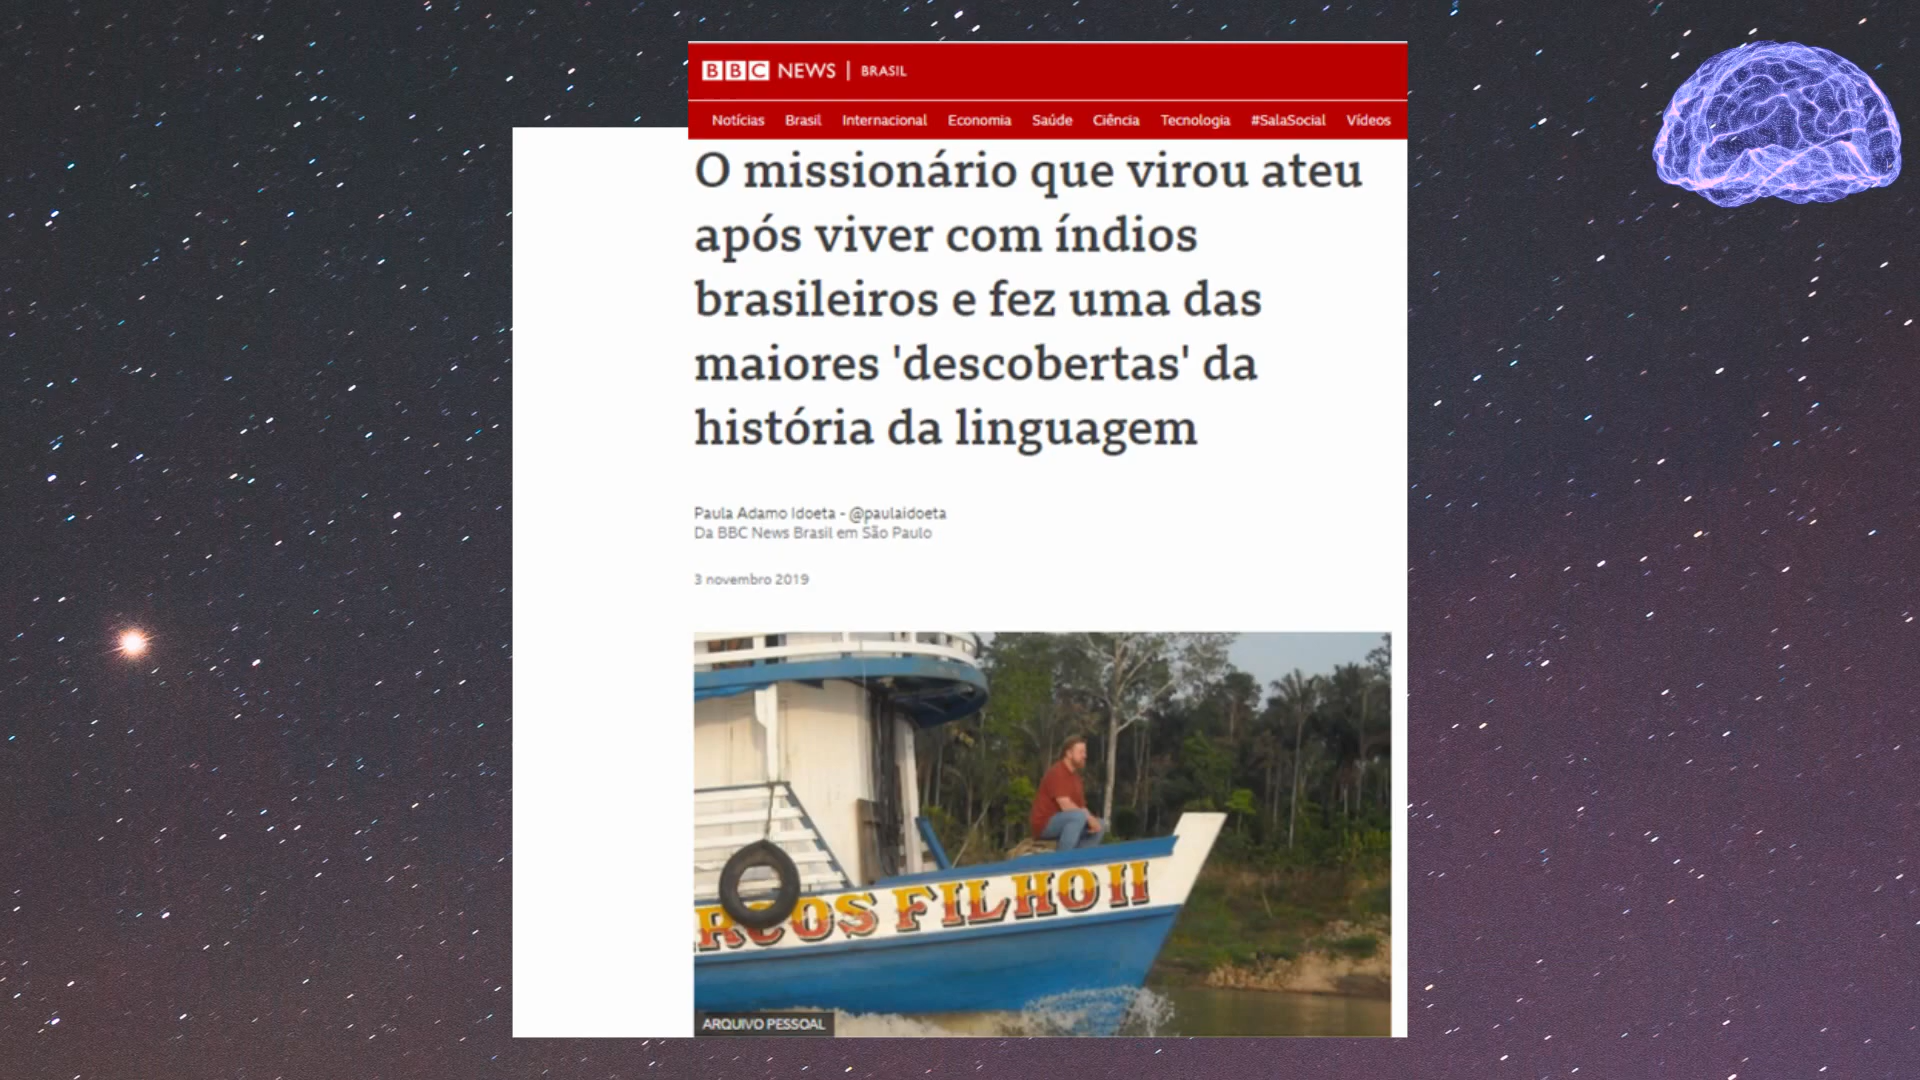 BBC NEWS | BRASIL
Notícias Brasil Internacional Economia Saúde Ciência Tecnologia #SalaSocial Vídeos
O missionário que virou ateu
após viver com índios
brasileiros e fez uma das
maiores 'descobertas' da
história da linguagem
Paula Adamo Idoeta - @paulaidoeta
Da BBC News Brasil em São Paulo
3 novembro 2019
RCOS FILHO II
ARQUIVO PESSOAL